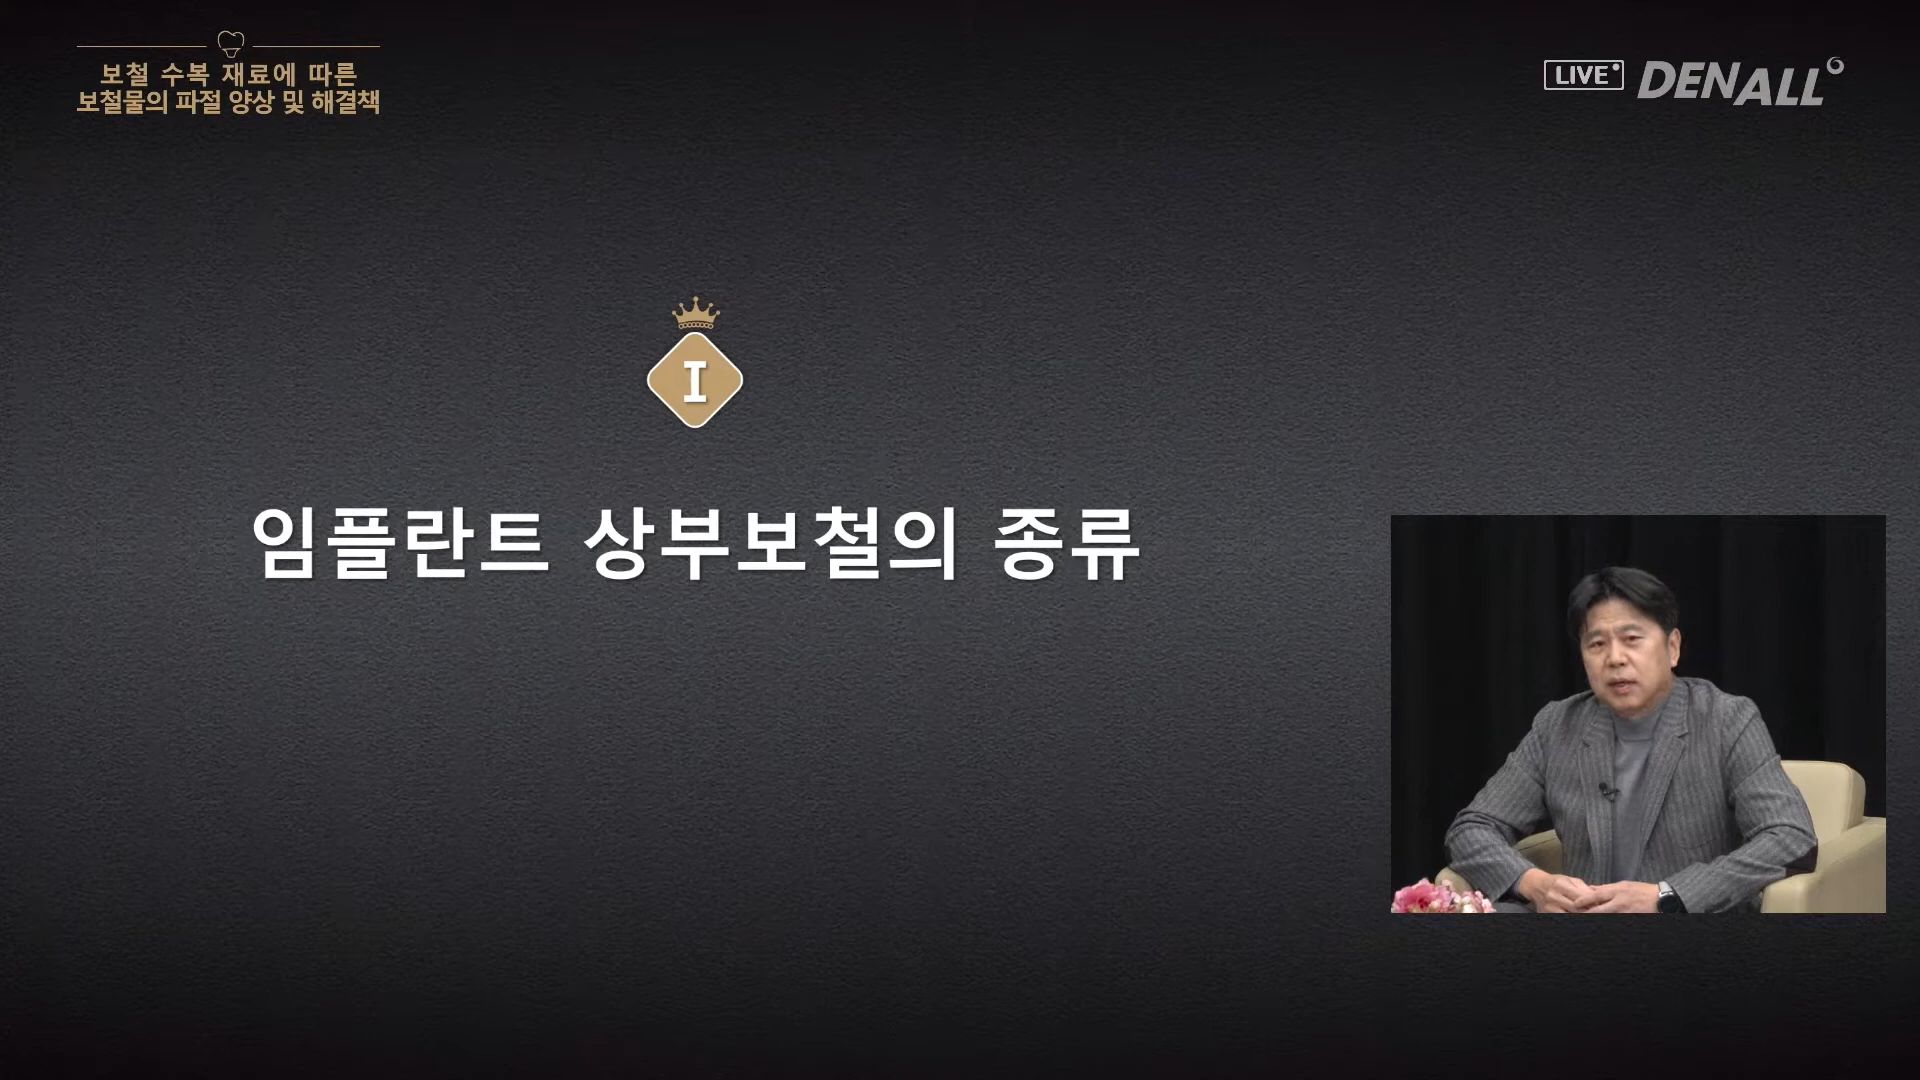 보철 수복 재료에 따른
보철물의 파절 양상 및 해결책
LIVE DENALL
I
임플란트 상부보철의 종류